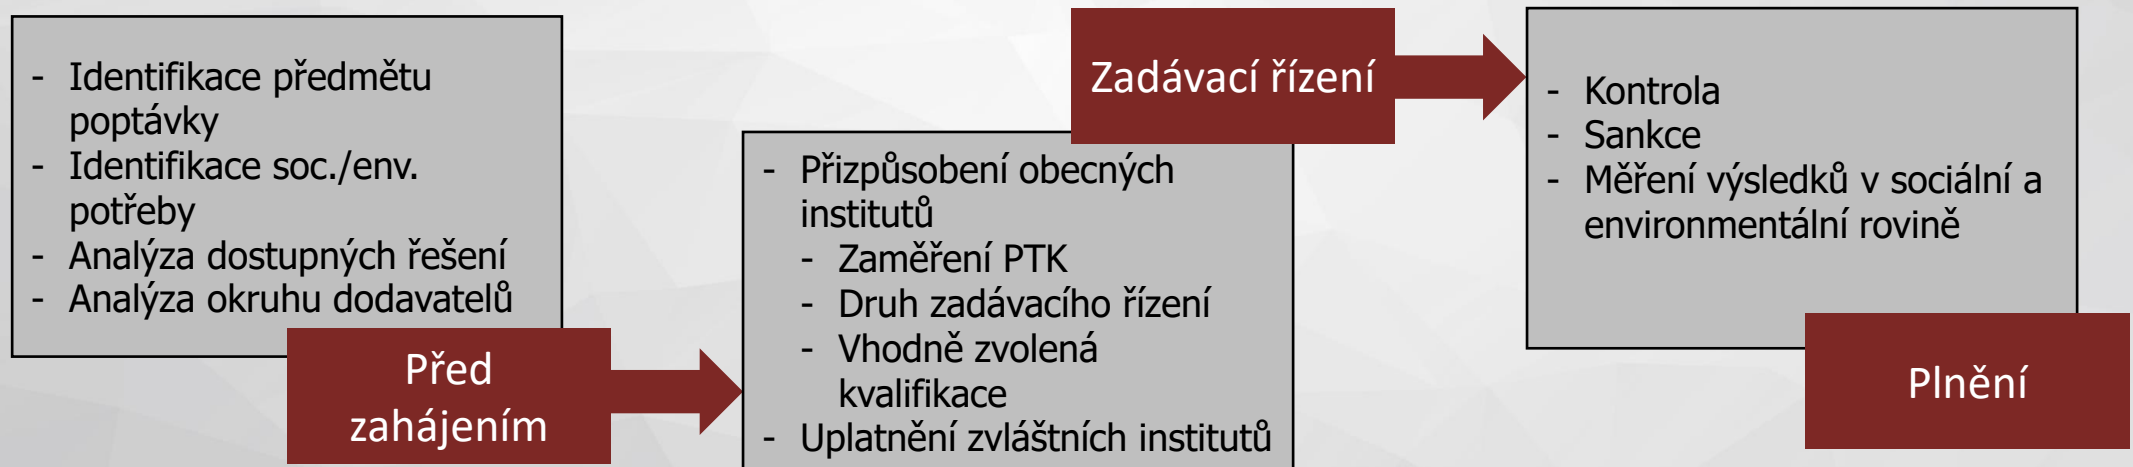 - Identifikace předmětu
poptávky
- Identifikace soc./env.
potřeby
- Analýza dostupných řešení
- Analýza okruhu dodavatelů
Před
zahájením
Zadávací řízení
- Přizpůsobení obecných
institutů
- Zaměření PTK
- Druh zadávacího řízení
- Vhodně zvolená
kvalifikace
- Uplatnění zvláštních institutů
- Kontrola
- Sankce
- Měření výsledků v sociální a
environmentální rovině
Plnění